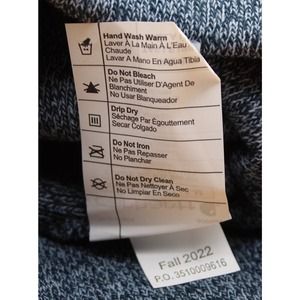 Hand Wash Warm
Laver À La Main À L'Eau
Chaude
Lavar A Mano En Agua Tibia
Do Not Bleach
Ne Pas Utiliser D'Agent De
Blanchiment
No Usar Blanqueador
Drip Dry
Séchage Par Égouttement
Secar Colgado
Do Not Iron
Ne Pas Repasser
No Planchar
Do Not Dry Clean
Ne Pas Nettoyer À Sec
No Limpiar En Seco
Fall 2022
P.O. 3510009616